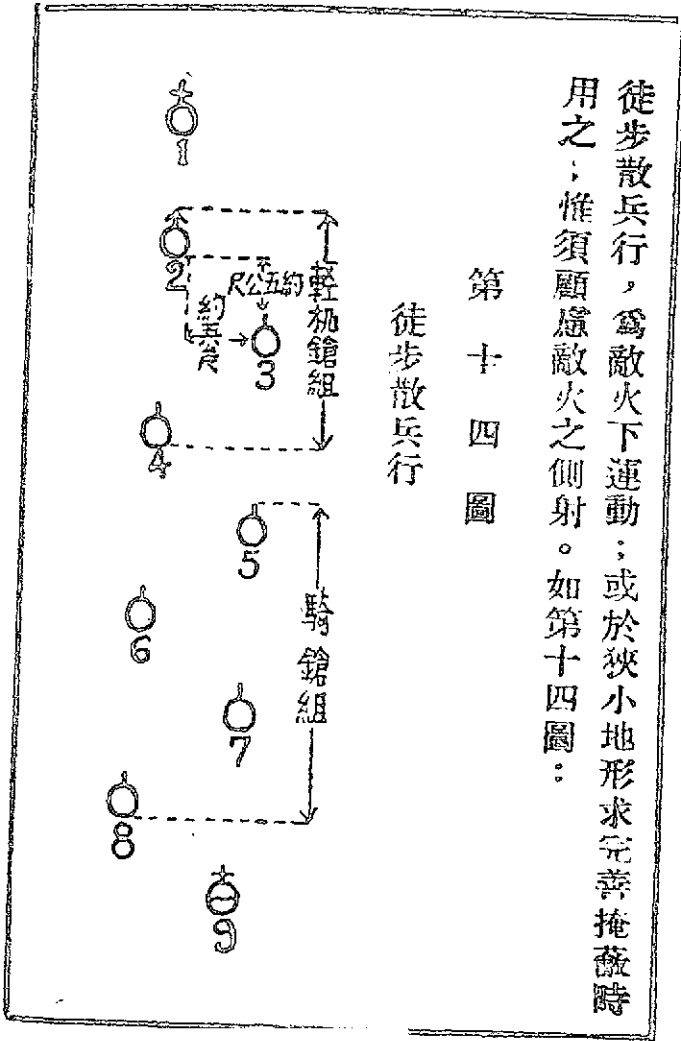 徒步散兵行，爲敵火下運動；或於狹小地形求完善掩蔽時
用之；惟須顧慮敵火之側射。如第十四圖：
第十四圖
徒步散兵行
1
2
約五公尺
約五公尺
3
輕机鎗組
4
5
騎鎗組
6
7
8
9